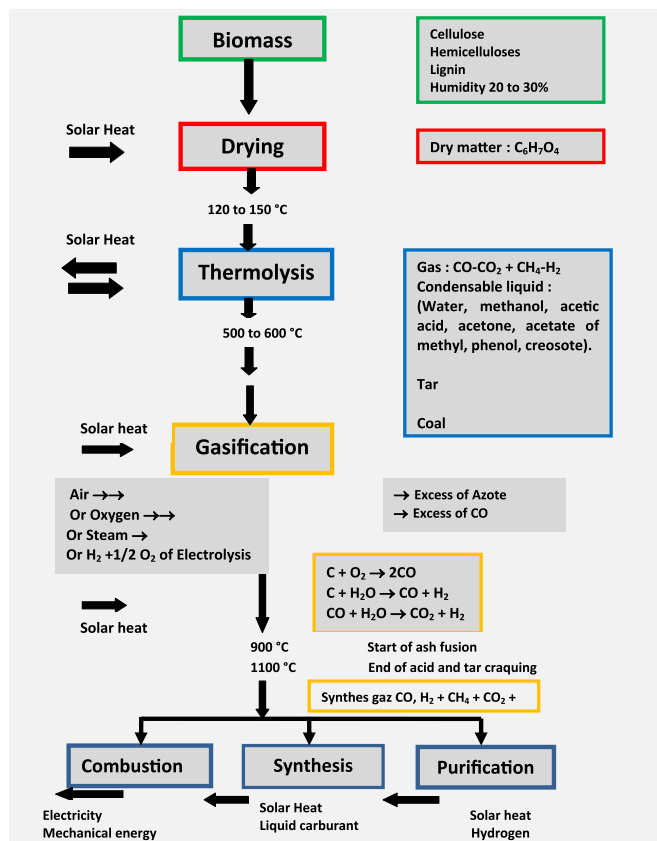 Biomass
Cellulose
Hemicelluloses
Lignin
Humidity 20 to 30%
Solar Heat
Drying
Dry matter : C₆H₇O₄
120 to 150 °C
Solar Heat
Thermolysis
Gas : CO-CO₂ + CH₄-H₂
Condensable liquid :
(Water, methanol, acetic
acid, acetone, acetate of
methyl, phenol, creosote).
Tar
Coal
500 to 600 °C
Solar heat
Gasification
Air →→
Or Oxygen →→
Or Steam →
Or H₂ +1/2 O₂ of Electrolysis
→ Excess of Azote
→ Excess of CO
C + O₂ → 2CO
C + H₂O → CO + H₂
CO + H₂O → CO₂ + H₂
Solar heat
900 °C Start of ash fusion
1100 °C End of acid and tar craquing
Synthes gaz CO, H₂ + CH₄ + CO₂ +
Combustion
Synthesis
Purification
Electricity
Mechanical energy
Solar Heat
Liquid carburant
Solar heat
Hydrogen